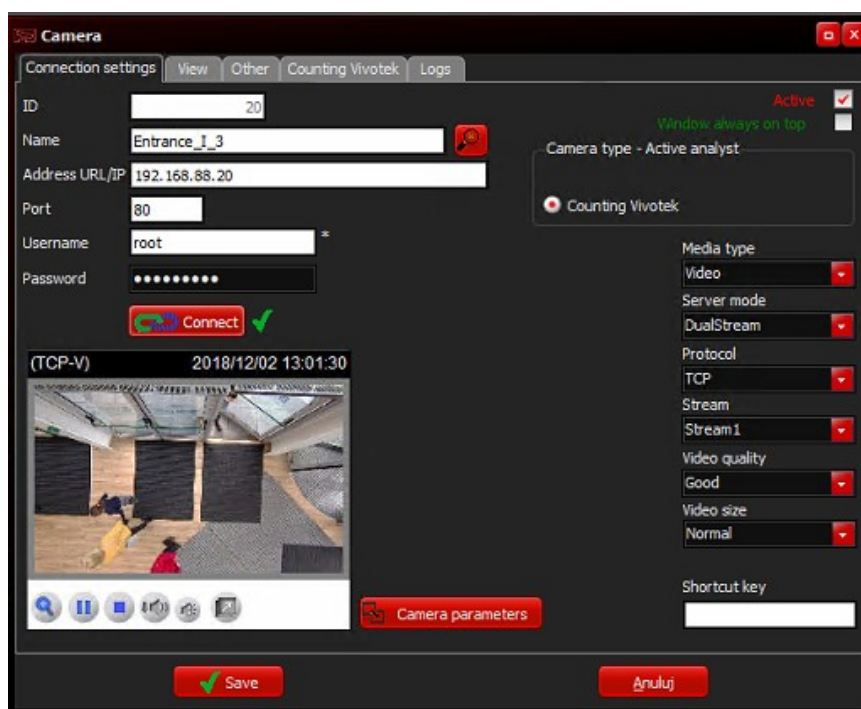 Camera
Connection settings View Other Counting Vivotek Logs
ID 20
Active
Window always on top
Name Entrance_I_3
Camera type - Active analyst
Address URL/IP 192.168.88.20
Counting Vivotek
Port 80
Username root *
Password •••••••••
Connect
Media type
Video
Server mode
DualStream
Protocol
TCP
Stream
Stream1
Video quality
Good
Video size
Normal
Shortcut key
(TCP-V) 2018/12/02 13:01:30
Camera parameters
Save
Anuluj